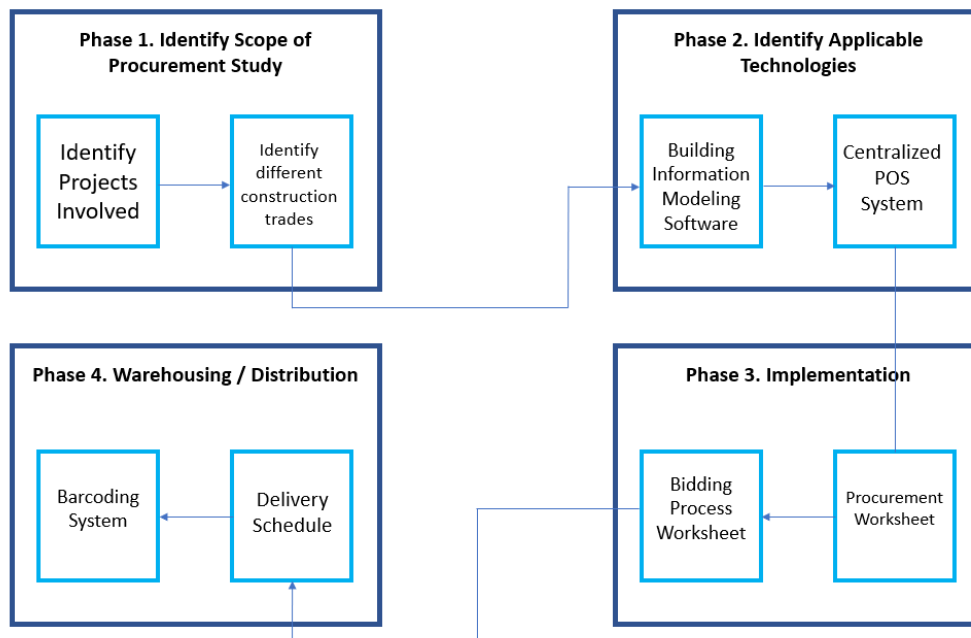 Phase 1. Identify Scope of
Procurement Study
Identify
Projects
Involved
Identify
different
construction
trades
Phase 2. Identify Applicable
Technologies
Building
Information
Modeling
Software
Centralized
POS
System
Phase 4. Warehousing / Distribution
Barcoding
System
Delivery
Schedule
Phase 3. Implementation
Bidding
Process
Worksheet
Procurement
Worksheet